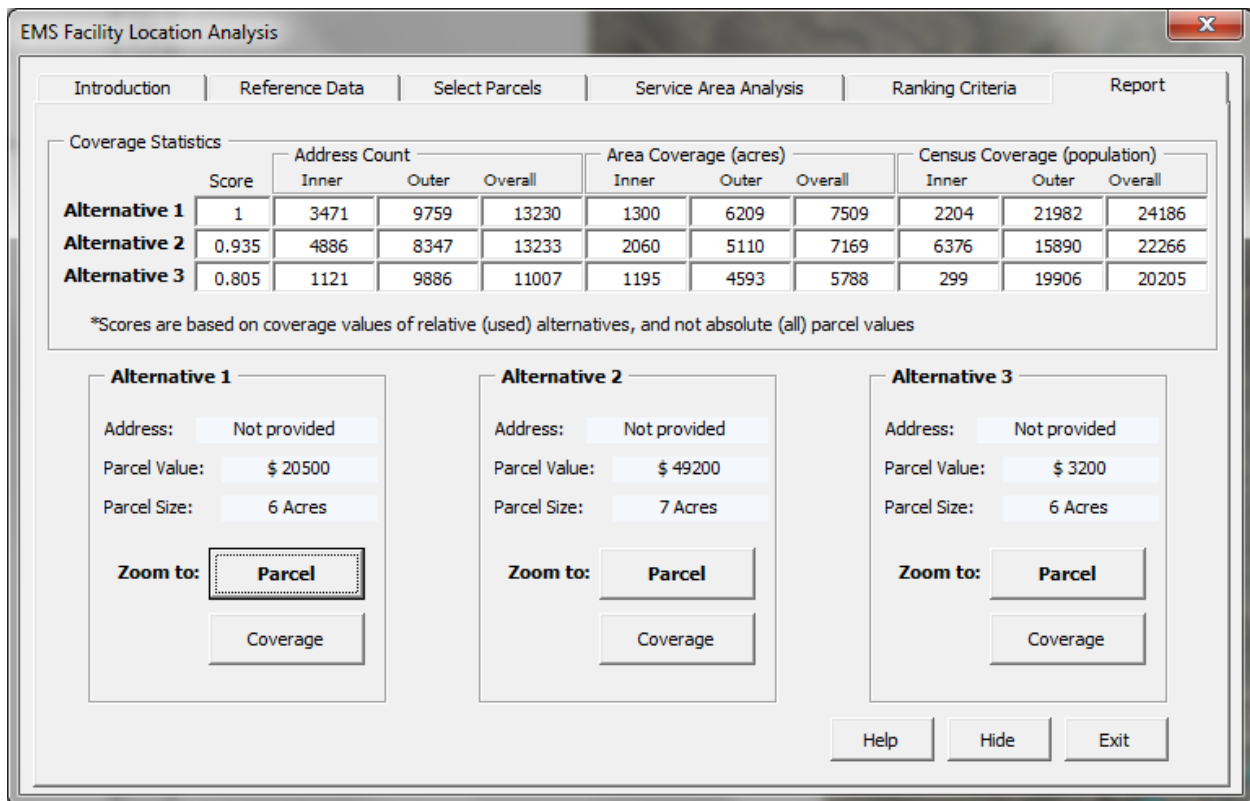 EMS Facility Location Analysis
X
Introduction Reference Data Select Parcels Service Area Analysis Ranking Criteria Report
Coverage Statistics
Address Count Area Coverage (acres) Census Coverage (population)
Score Inner Outer Overall Inner Outer Overall Inner Outer Overall
Alternative 1 1 3471 9759 13230 1300 6209 7509 2204 21982 24186
Alternative 2 0.935 4886 8347 13233 2060 5110 7169 6376 15890 22266
Alternative 3 0.805 1121 9886 11007 1195 4593 5788 299 19906 20205
*Scores are based on coverage values of relative (used) alternatives, and not absolute (all) parcel values
Alternative 1
Address: Not provided
Parcel Value: $ 20500
Parcel Size: 6 Acres
Zoom to: Parcel
Coverage
Alternative 2
Address: Not provided
Parcel Value: $ 49200
Parcel Size: 7 Acres
Zoom to: Parcel
Coverage
Alternative 3
Address: Not provided
Parcel Value: $ 3200
Parcel Size: 6 Acres
Zoom to: Parcel
Coverage
Help Hide Exit